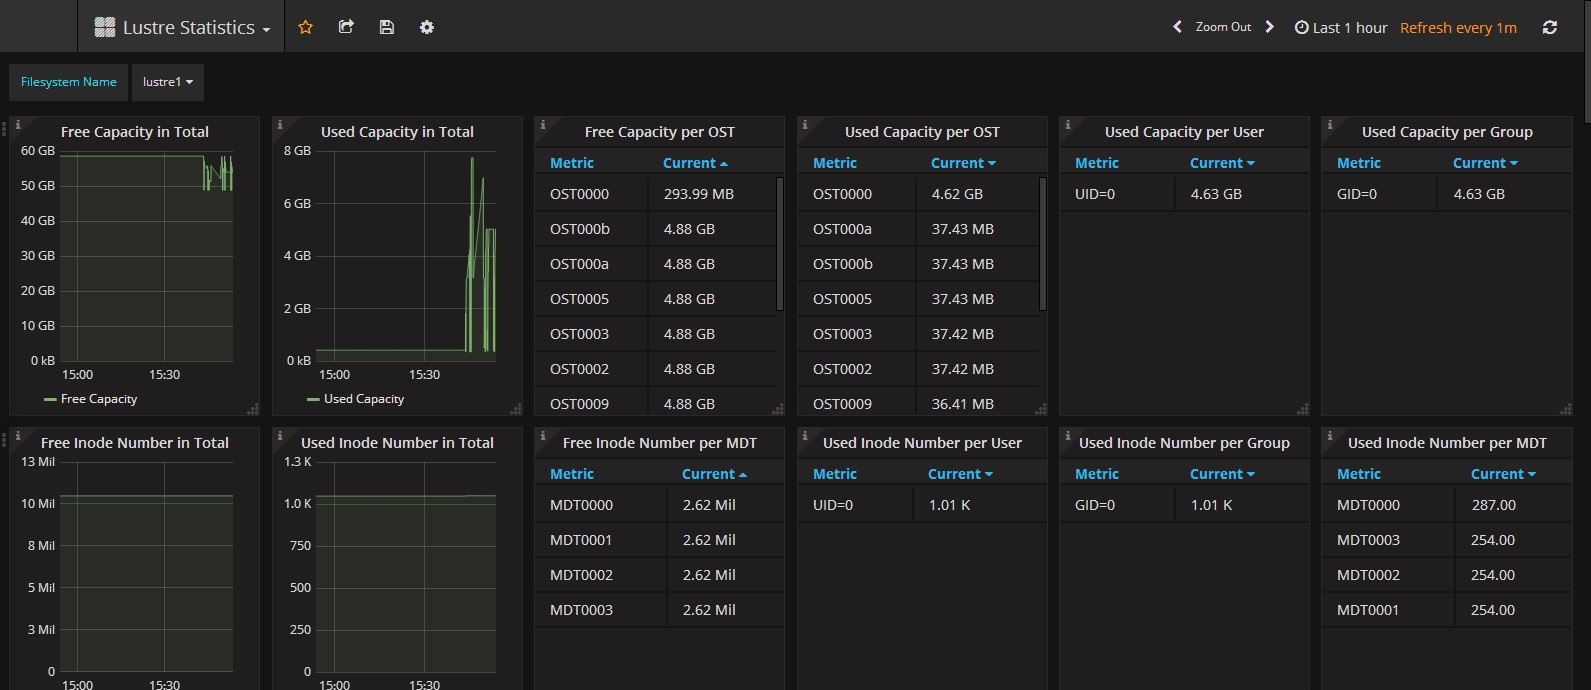 Lustre Statistics
Zoom Out
Last 1 hour
Refresh every 1m
Filesystem Name
lustre1
Free Capacity in Total
60 GB
50 GB
40 GB
30 GB
20 GB
10 GB
0 kB
15:00
15:30
Free Capacity
Used Capacity in Total
8 GB
6 GB
4 GB
2 GB
0 kB
15:00
15:30
Used Capacity
Free Capacity per OST
Metric Current
OST0000 293.99 MB
OST000b 4.88 GB
OST000a 4.88 GB
OST0005 4.88 GB
OST0003 4.88 GB
OST0002 4.88 GB
OST0009 4.88 GB
Used Capacity per OST
Metric Current
OST0000 4.62 GB
OST000a 37.43 MB
OST000b 37.43 MB
OST0005 37.43 MB
OST0003 37.42 MB
OST0002 37.42 MB
OST0009 36.41 MB
Used Capacity per User
Metric Current
UID=0 4.63 GB
Used Capacity per Group
Metric Current
GID=0 4.63 GB
Free Inode Number in Total
13 Mil
10 Mil
8 Mil
5 Mil
3 Mil
0
15:00
15:30
Used Inode Number in Total
1.3 K
1.0 K
750
500
250
0
15:00
15:30
Free Inode Number per MDT
Metric Current
MDT0000 2.62 Mil
MDT0001 2.62 Mil
MDT0002 2.62 Mil
MDT0003 2.62 Mil
Used Inode Number per User
Metric Current
UID=0 1.01 K
Used Inode Number per Group
Metric Current
GID=0 1.01 K
Used Inode Number per MDT
Metric Current
MDT0000 287.00
MDT0003 254.00
MDT0002 254.00
MDT0001 254.00